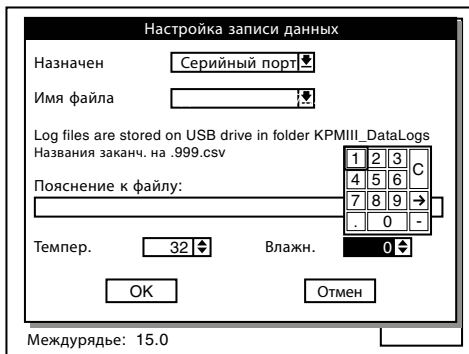 Настройка записи данных
Назначен Серийный порт
Имя файла
Log files are stored on USB drive in folder KPMIII_DataLogs
Названия заканч. на .999.csv
1 2 3 C
4 5 6
Пояснение к файлу:
7 8 9 →
. 0 -
Темпер. 32 Влажн. 0
OK Отмен
Междурядье: 15.0